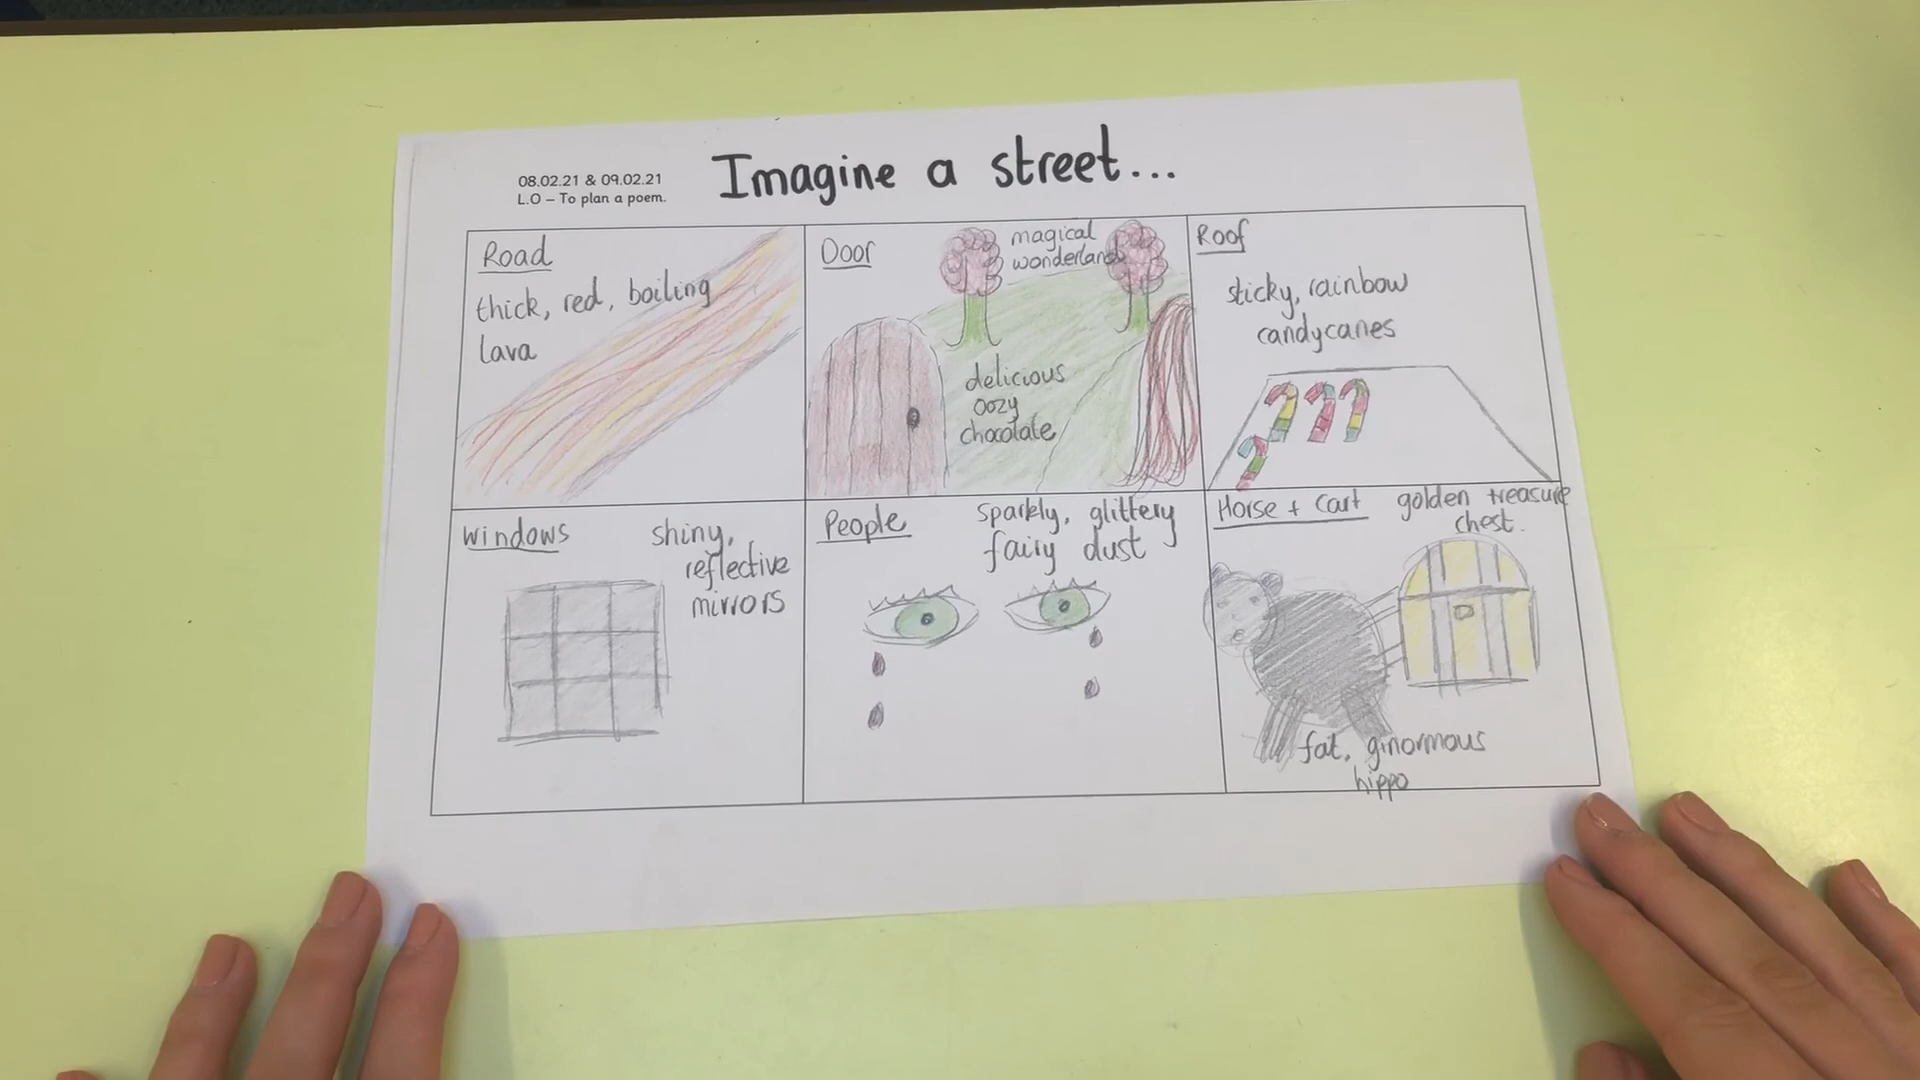 08.02.21 & 09.02.21
L.O – To plan a poem.
Imagine a street...
Road
thick, red, boiling
lava
Door
magical
wonderland
delicious
oozy
chocolate
Roof
sticky, rainbow
candycanes
windows
shiny,
reflective
mirrors
People
sparkly, glittery
fairy dust
Horse + Cart
golden treasure
chest.
fat, ginormous
hippo